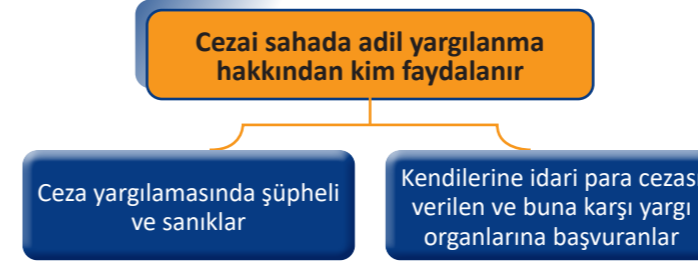 Cezai sahada adil yargılanma
hakkından kim faydalanır
Ceza yargılamasında şüpheli
ve sanıklar
Kendilerine idari para cezası
verilen ve buna karşı yargı
organlarına başvuranlar